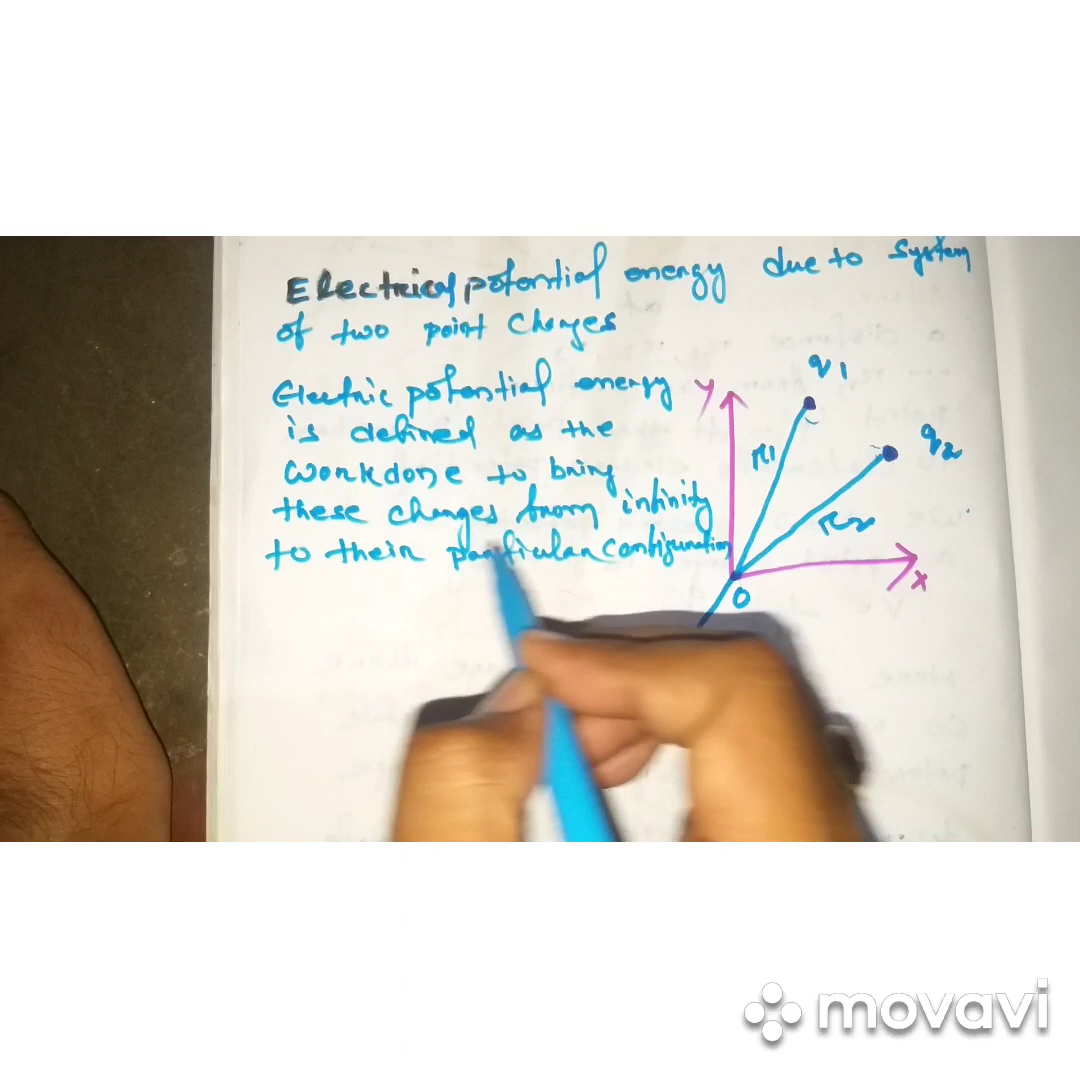 Electrical potential energy due to system
of two point charges
Electric potential energy
is defined as the
workdone to bring
these charges from infinity
to their particular configuration
y
q1
r1
q2
r2
x
O
movavi